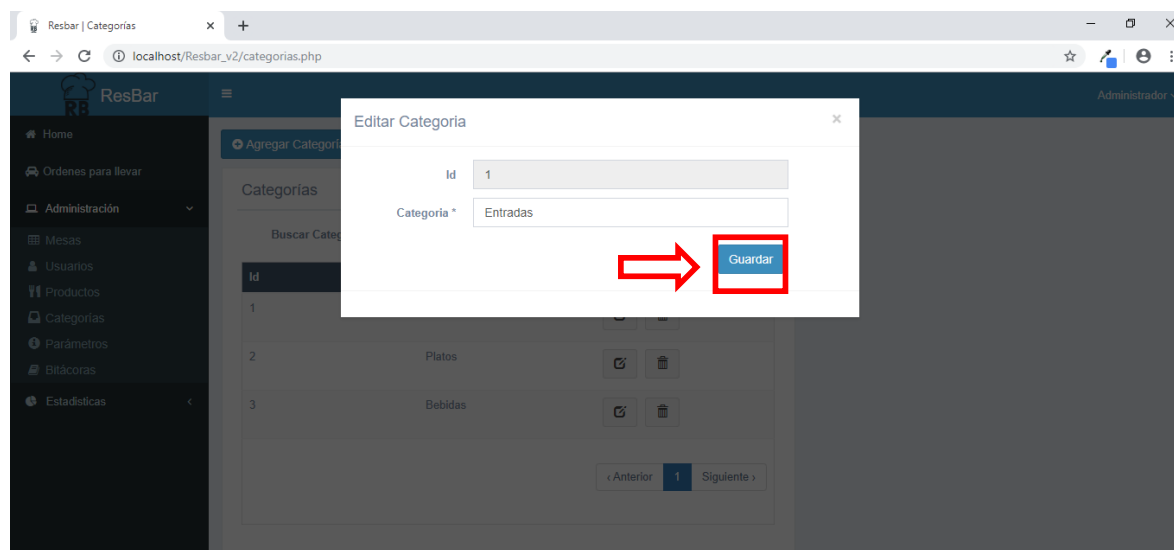 Resbar | Categorías
localhost/Resbar_v2/categorias.php
RB ResBar
Administrador
Home
Ordenes para llevar
Administración
Mesas
Usuarios
Productos
Categorías
Parámetros
Bitácoras
Estadisticas
Agregar Categorí
Categorías
Buscar Categ
Id
1
2 Platos
3 Bebidas
‹ Anterior 1 Siguiente ›
Editar Categoria ×
Id 1
Categoria * Entradas
Guardar